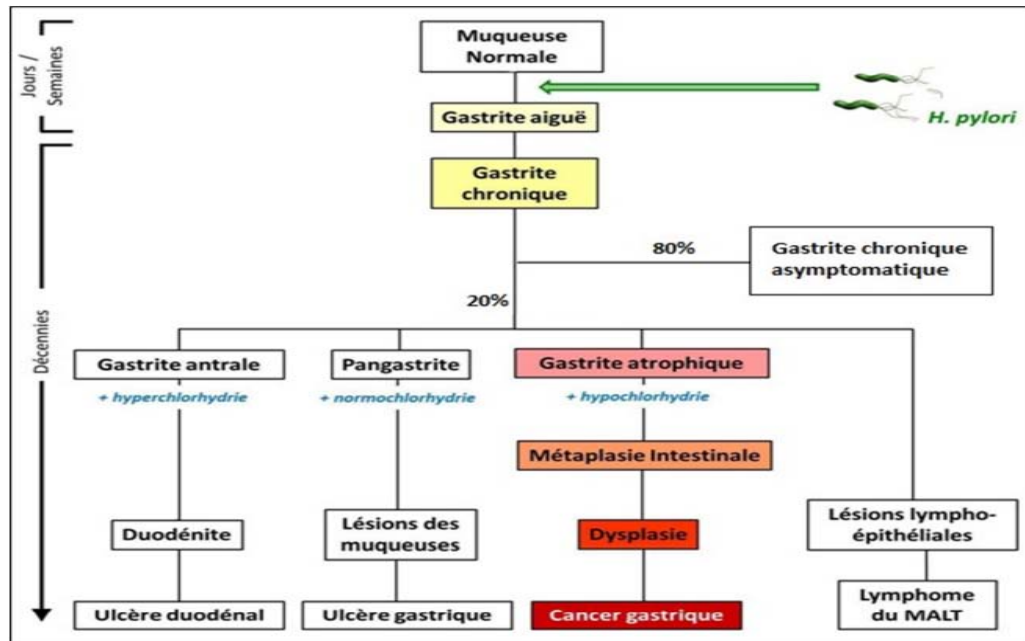 Jours /
Semaines
Muqueuse
Normale
H. pylori
Gastrite aiguë
Décennies
Gastrite
chronique
80%
Gastrite chronique
asymptomatique
20%
Gastrite antrale
Pangastrite
Gastrite atrophique
+ hyperchlorhydrie
+ normochlorhydrie
+ hypochlorhydrie
Métaplasie Intestinale
Duodénite
Lésions des
muqueuses
Dysplasie
Lésions lympho-
épithéliales
Ulcère duodénal
Ulcère gastrique
Cancer gastrique
Lymphome
du MALT